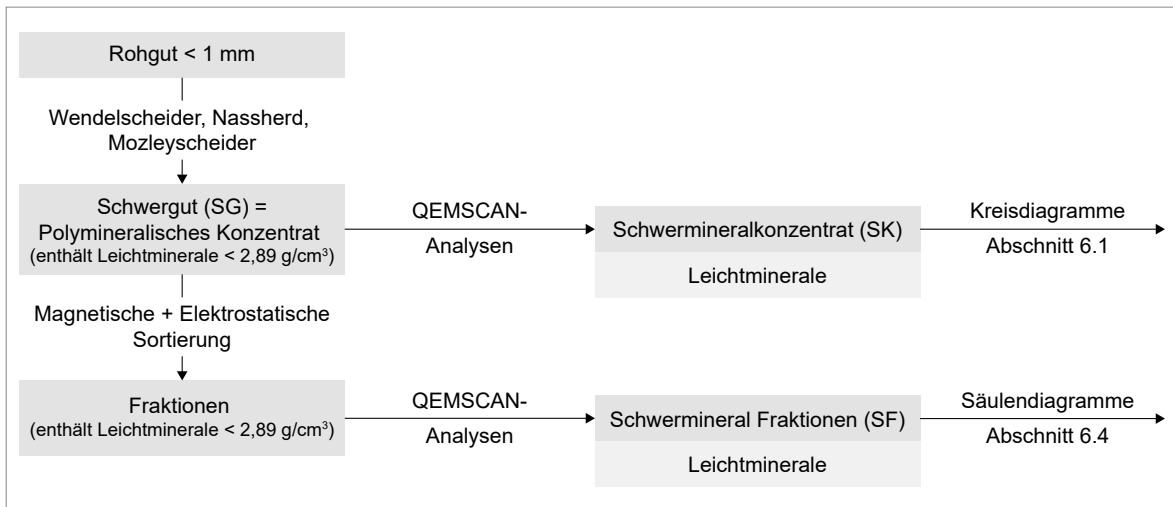 Rohgut < 1 mm
Wendelscheider, Nassherd,
Mozleyscheider
Schwergut (SG) =
Polymineralisches Konzentrat
(enthält Leichtminerale < 2,89 g/cm³)
QEMSCAN-
Analysen
Schwermineralkonzentrat (SK)
Leichtminerale
Kreisdiagramme
Abschnitt 6.1
Magnetische + Elektrostatische
Sortierung
Fraktionen
(enthält Leichtminerale < 2,89 g/cm³)
QEMSCAN-
Analysen
Schwermineral Fraktionen (SF)
Leichtminerale
Säulendiagramme
Abschnitt 6.4